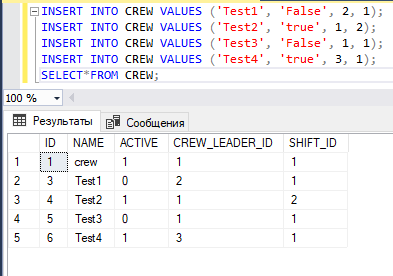 INSERT INTO CREW VALUES ('Test1', 'False', 2, 1);
INSERT INTO CREW VALUES ('Test2', 'true', 1, 2);
INSERT INTO CREW VALUES ('Test3', 'False', 1, 1);
INSERT INTO CREW VALUES ('Test4', 'true', 3, 1);
SELECT*FROM CREW;
100 %
Результаты Сообщения
ID NAME ACTIVE CREW_LEADER_ID SHIFT_ID
1 1 crew 1 1 1
2 3 Test1 0 2 1
3 4 Test2 1 1 2
4 5 Test3 0 1 1
5 6 Test4 1 3 1